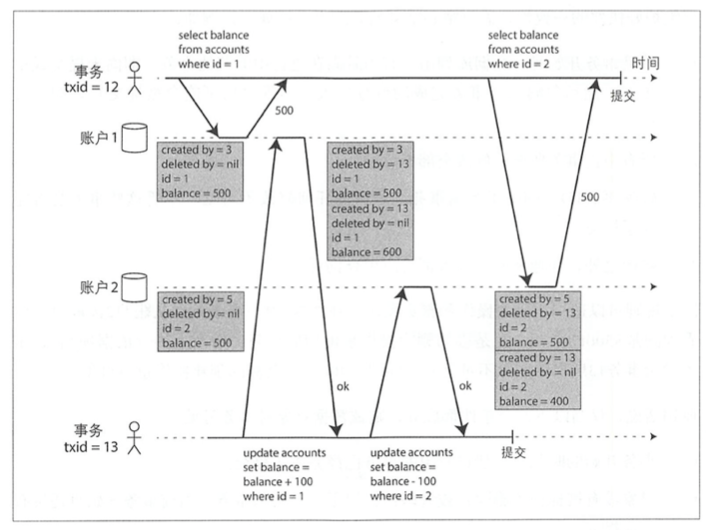 select balance
from accounts
where id = 1
select balance
from accounts
where id = 2
时间
事务
txid = 12
提交
500
账户1
created by = 3
deleted by = nil
id = 1
balance = 500
created by = 3
deleted by = 13
id = 1
balance = 500
created by = 13
deleted by = nil
id = 1
balance = 600
500
账户2
created by = 5
deleted by = nil
id = 2
balance = 500
created by = 5
deleted by = 13
id = 2
balance = 500
created by = 13
deleted by = nil
id = 2
balance = 400
ok
ok
事务
txid = 13
提交
update accounts
set balance =
balance + 100
where id = 1
update accounts
set balance =
balance - 100
where id = 2